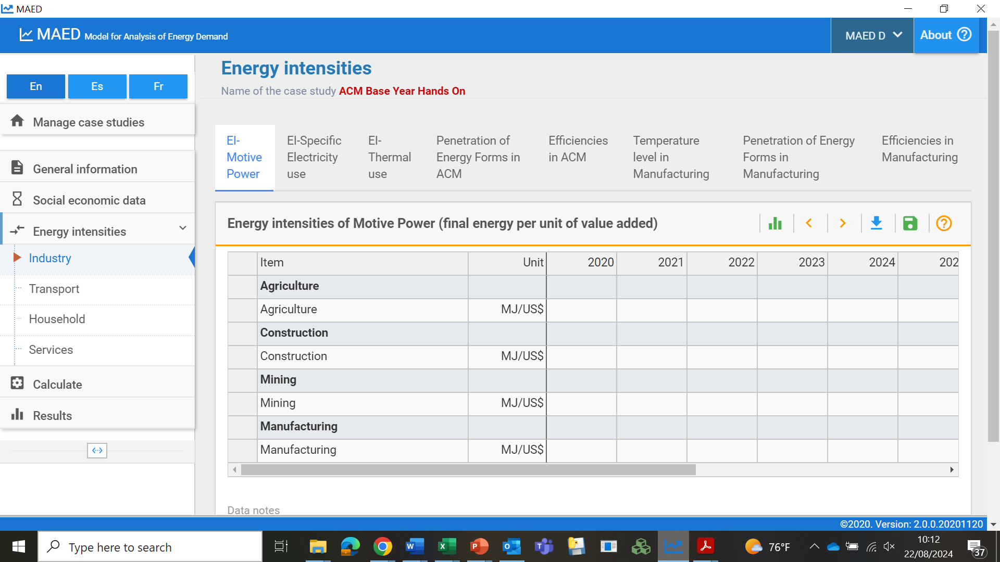 MAED
MAED Model for Analysis of Energy Demand
MAED D
About
En
Es
Fr
Manage case studies
General information
Social economic data
Energy intensities
Industry
Transport
Household
Services
Calculate
Results
Energy intensities
Name of the case study ACM Base Year Hands On
EI-
Motive
Power
EI-Specific
Electricity
use
EI-
Thermal
use
Penetration of
Energy Forms in
ACM
Efficiencies
in ACM
Temperature
level in
Manufacturing
Penetration of Energy
Forms in
Manufacturing
Efficiencies in
Manufacturing
Energy intensities of Motive Power (final energy per unit of value added)
Item Unit 2020 2021 2022 2023 2024 202
Agriculture
Agriculture MJ/US$
Construction
Construction MJ/US$
Mining
Mining MJ/US$
Manufacturing
Manufacturing MJ/US$
Data notes
©2020. Version: 2.0.0.20201120
Type here to search
76°F
10:12
22/08/2024
37